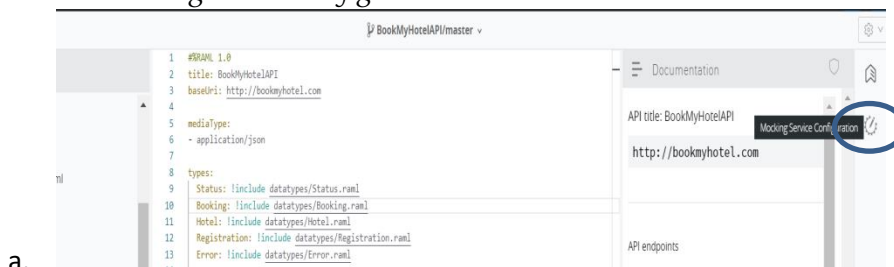 BookMyHotelAPI/master
1 #%RAML 1.0
2 title: BookMyHotelAPI
3 baseUri: http://bookmyhotel.com
4
5 mediaType:
6 - application/json
7
8 types:
9 Status: !include datatypes/Status.raml
10 Booking: !include datatypes/Booking.raml
11 Hotel: !include datatypes/Hotel.raml
12 Registration: !include datatypes/Registration.raml
13 Error: !include datatypes/Error.raml
ml
Documentation
API title: BookMyHotelAPI
Mocking Service Configuration
http://bookmyhotel.com
API endpoints
a.